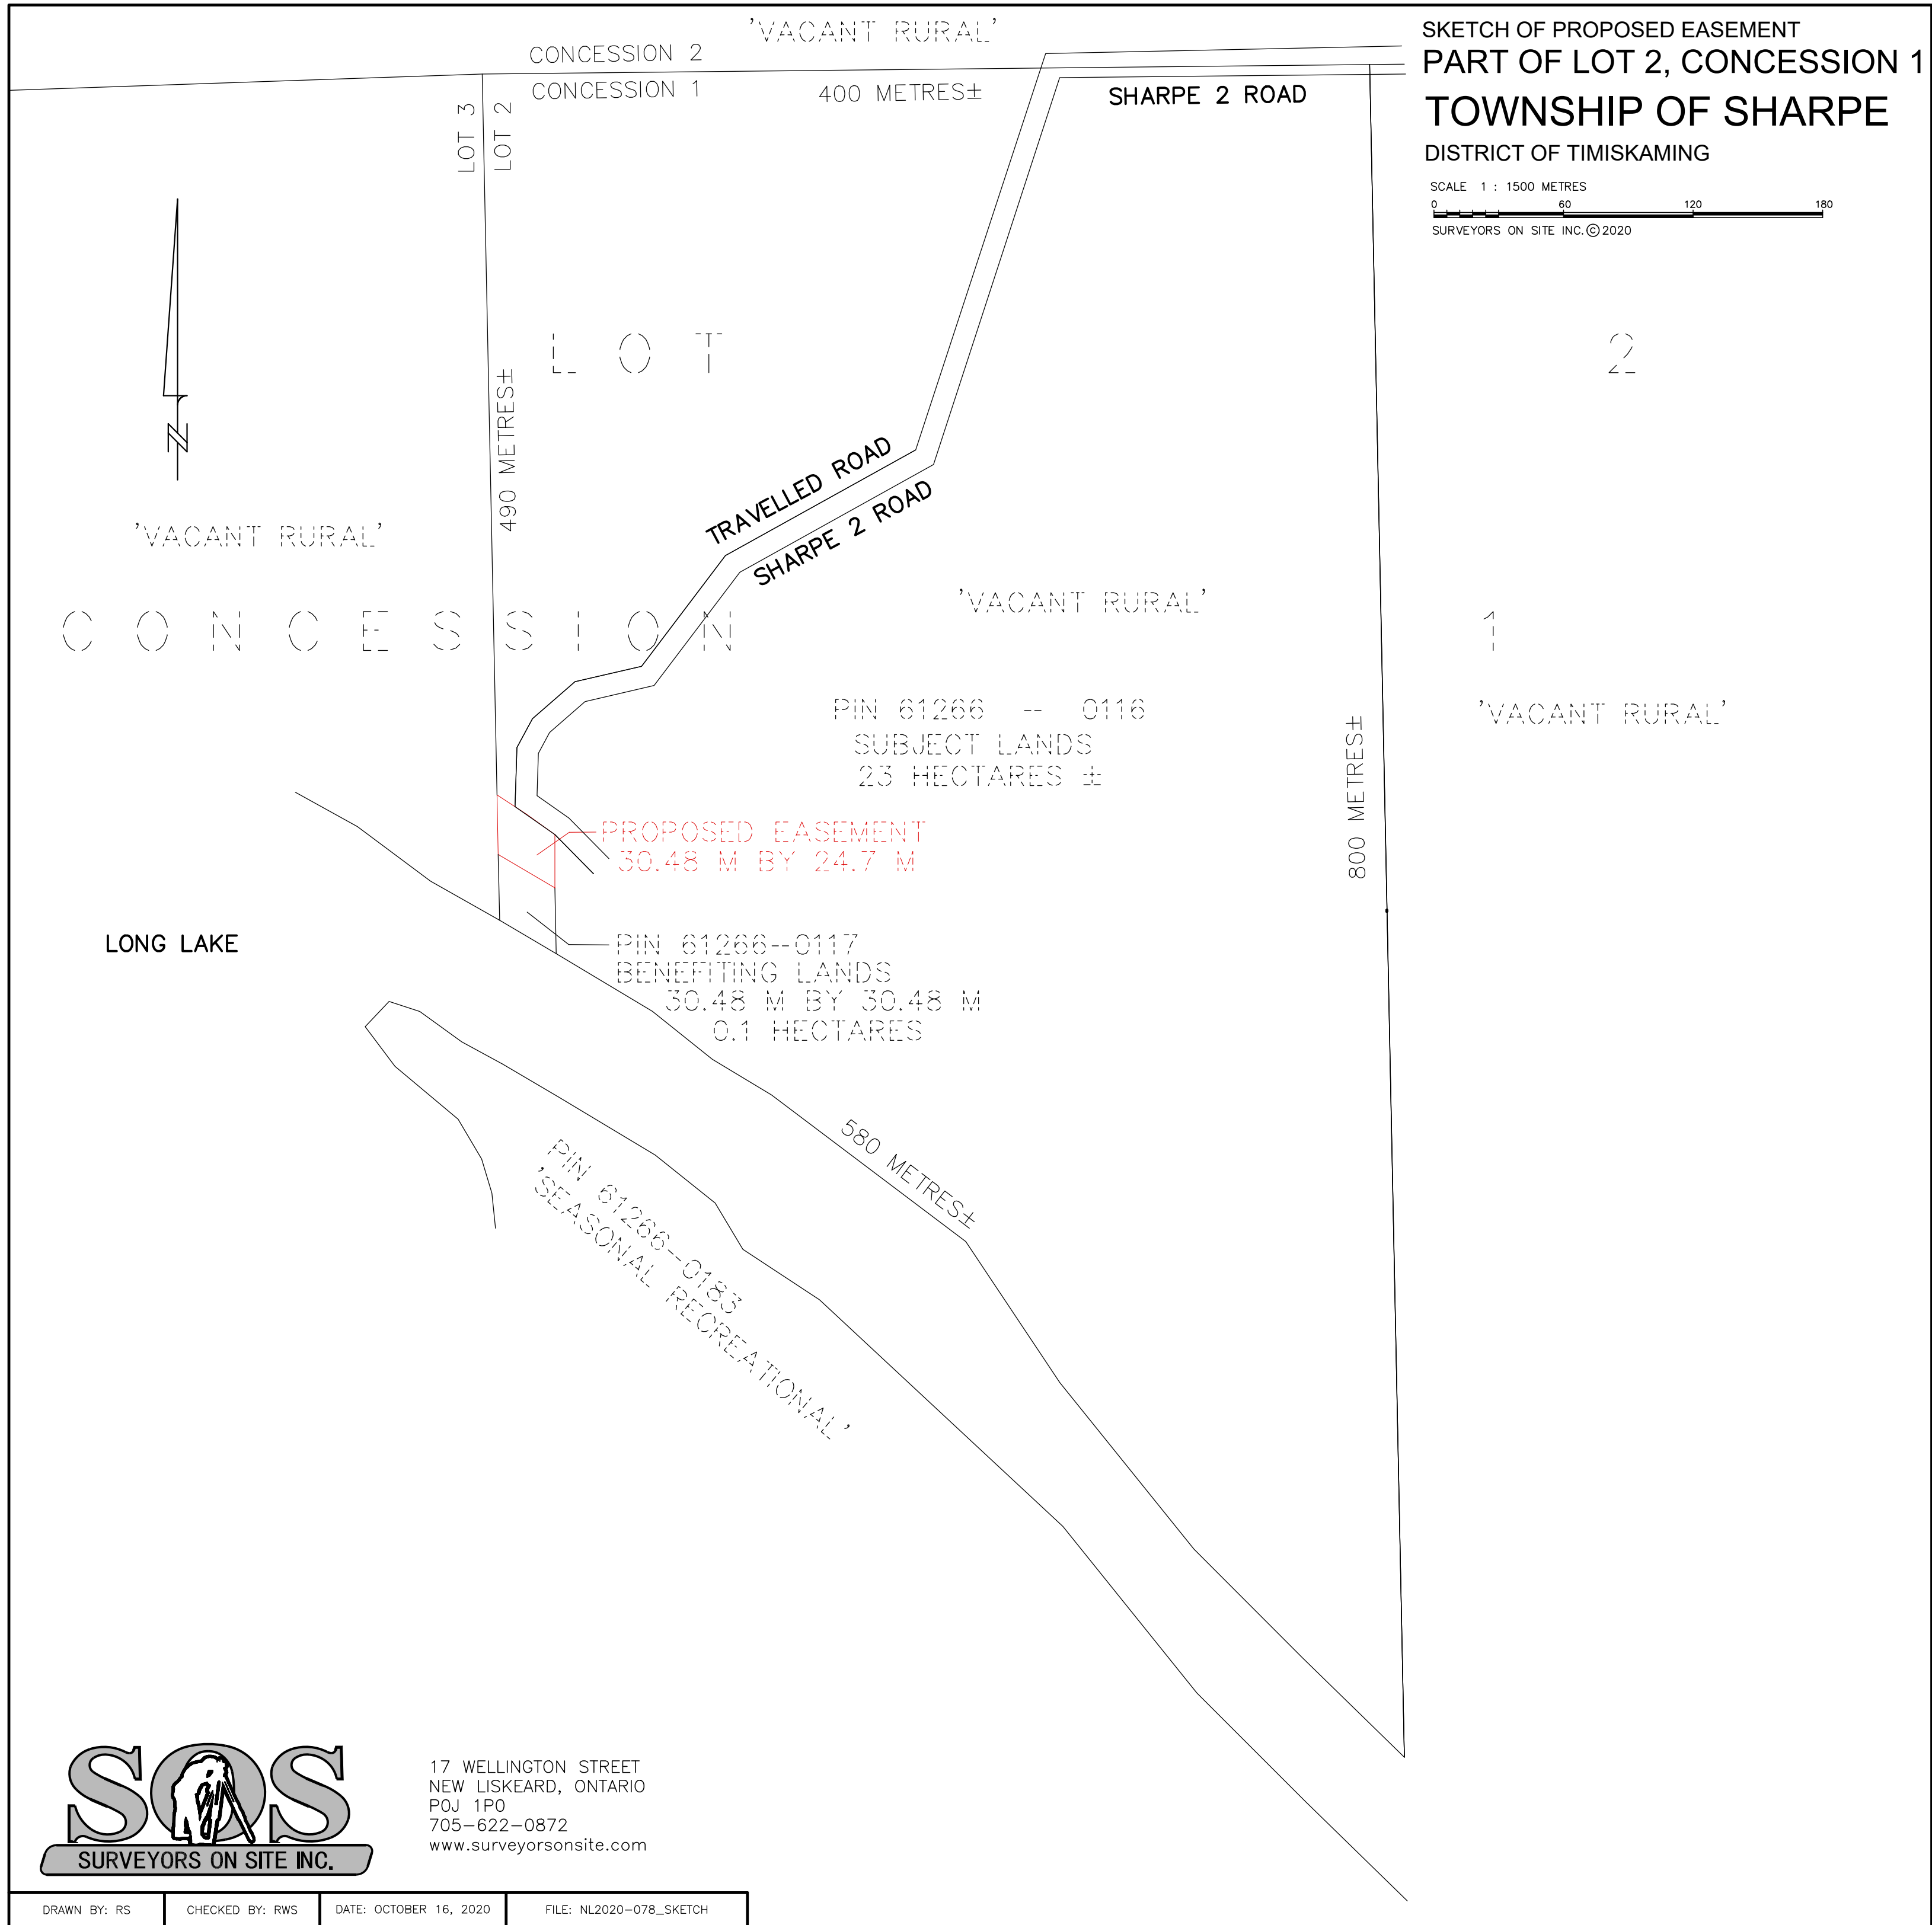 SKETCH OF PROPOSED EASEMENT
PART OF LOT 2, CONCESSION 1
TOWNSHIP OF SHARPE
DISTRICT OF TIMISKAMING
SCALE 1 : 1500 METRES
0 60 120 180
SURVEYORS ON SITE INC.©2020
'VACANT RURAL'
CONCESSION 2
CONCESSION 1
400 METRES±
SHARPE 2 ROAD
LOT 3
LOT 2
L O T 2
N
490 METRES±
TRAVELLED ROAD
SHARPE 2 ROAD
'VACANT RURAL'
'VACANT RURAL'
C O N C E S S I O N 1
PIN 61266 -- 0116
SUBJECT LANDS
23 HECTARES ±
'VACANT RURAL'
800 METRES±
PROPOSED EASEMENT
30.48 M BY 24.7 M
LONG LAKE
PIN 61266--0117
BENEFITING LANDS
30.48 M BY 30.48 M
0.1 HECTARES
580 METRES±
PIN 61266--0183
'SEASONAL RECREATIONAL'
SOS
SURVEYORS ON SITE INC.
17 WELLINGTON STREET
NEW LISKEARD, ONTARIO
P0J 1P0
705-622-0872
www.surveyorsonsite.com
DRAWN BY: RS
CHECKED BY: RWS
DATE: OCTOBER 16, 2020
FILE: NL2020-078_SKETCH